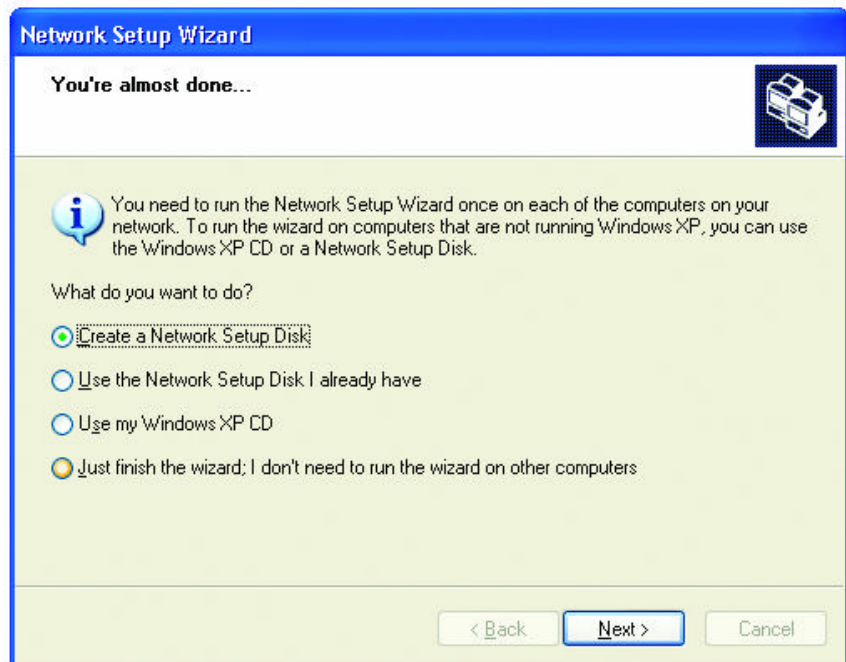 Network Setup Wizard
You're almost done...
You need to run the Network Setup Wizard once on each of the computers on your
network. To run the wizard on computers that are not running Windows XP, you can use
the Windows XP CD or a Network Setup Disk.
What do you want to do?
Create a Network Setup Disk
Use the Network Setup Disk I already have
Use my Windows XP CD
Just finish the wizard; I don't need to run the wizard on other computers
< Back Next > Cancel